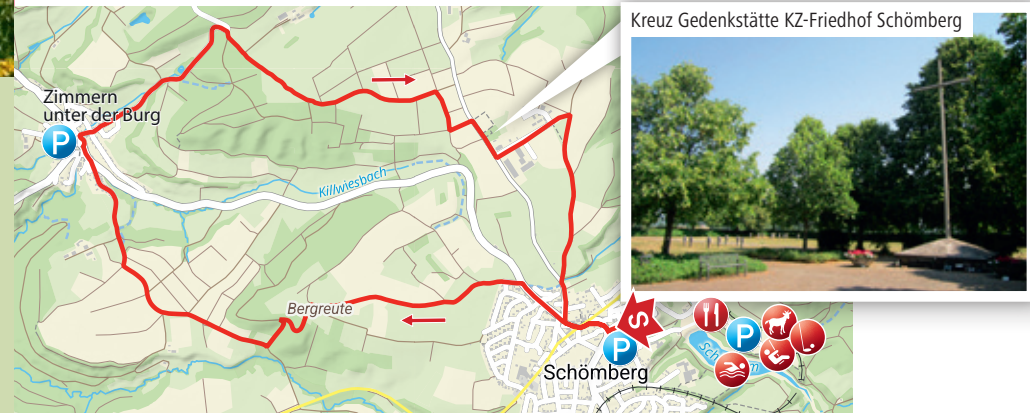 Kreuz Gedenkstätte KZ-Friedhof Schömberg
Zimmern
unter der Burg
P
Killwiesbach
Bergreute
S
P
P
Schömberg